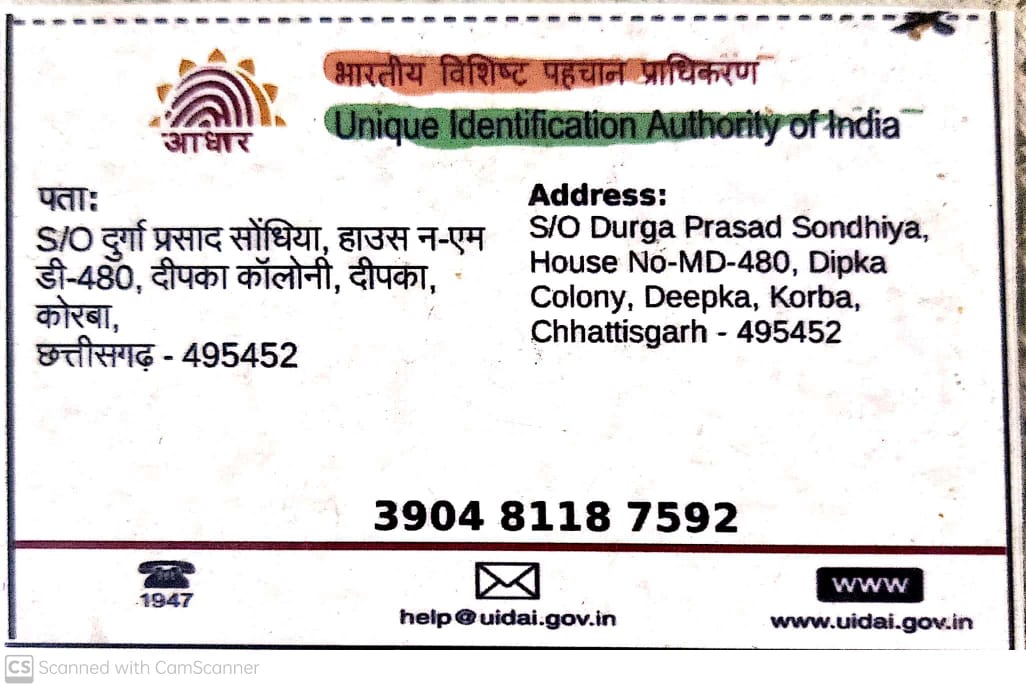 आधार
भारतीय विशिष्ट पहचान प्राधिकरण
Unique Identification Authority of India
पता:
S/O दुर्गा प्रसाद सोंधिया, हाउस न-एम
डी-480, दीपका कॉलोनी, दीपका,
कोरबा,
छत्तीसगढ़ - 495452
Address:
S/O Durga Prasad Sondhiya,
House No-MD-480, Dipka
Colony, Deepka, Korba,
Chhattisgarh - 495452
3904 8118 7592
1947
help@uidai.gov.in
www
www.uidai.gov.in
CS Scanned with CamScanner